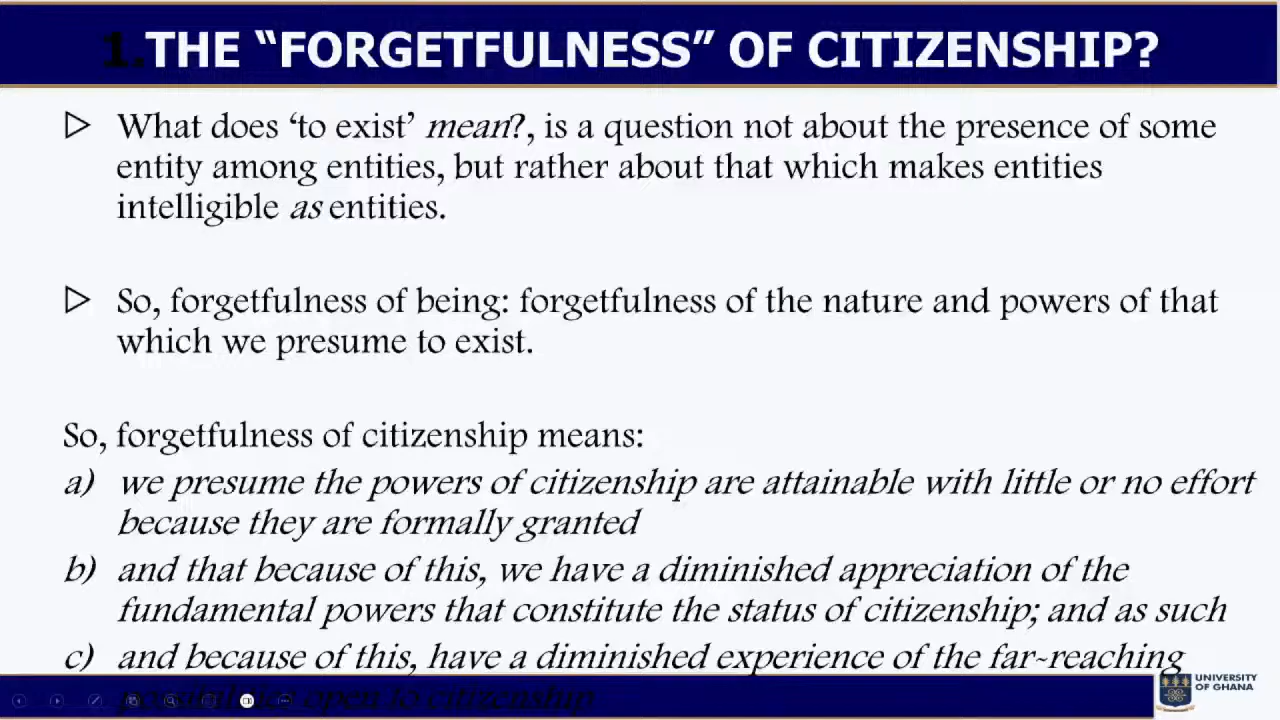 1.THE “FORGETFULNESS” OF CITIZENSHIP?
What does ‘to exist’ mean?, is a question not about the presence of some
entity among entities, but rather about that which makes entities
intelligible as entities.
So, forgetfulness of being: forgetfulness of the nature and powers of that
which we presume to exist.
So, forgetfulness of citizenship means:
a) we presume the powers of citizenship are attainable with little or no effort
because they are formally granted
b) and that because of this, we have a diminished appreciation of the
fundamental powers that constitute the status of citizenship; and as such
c) and because of this, have a diminished experience of the far-reaching
possibilities open to citizenship
UNIVERSITY
OF GHANA